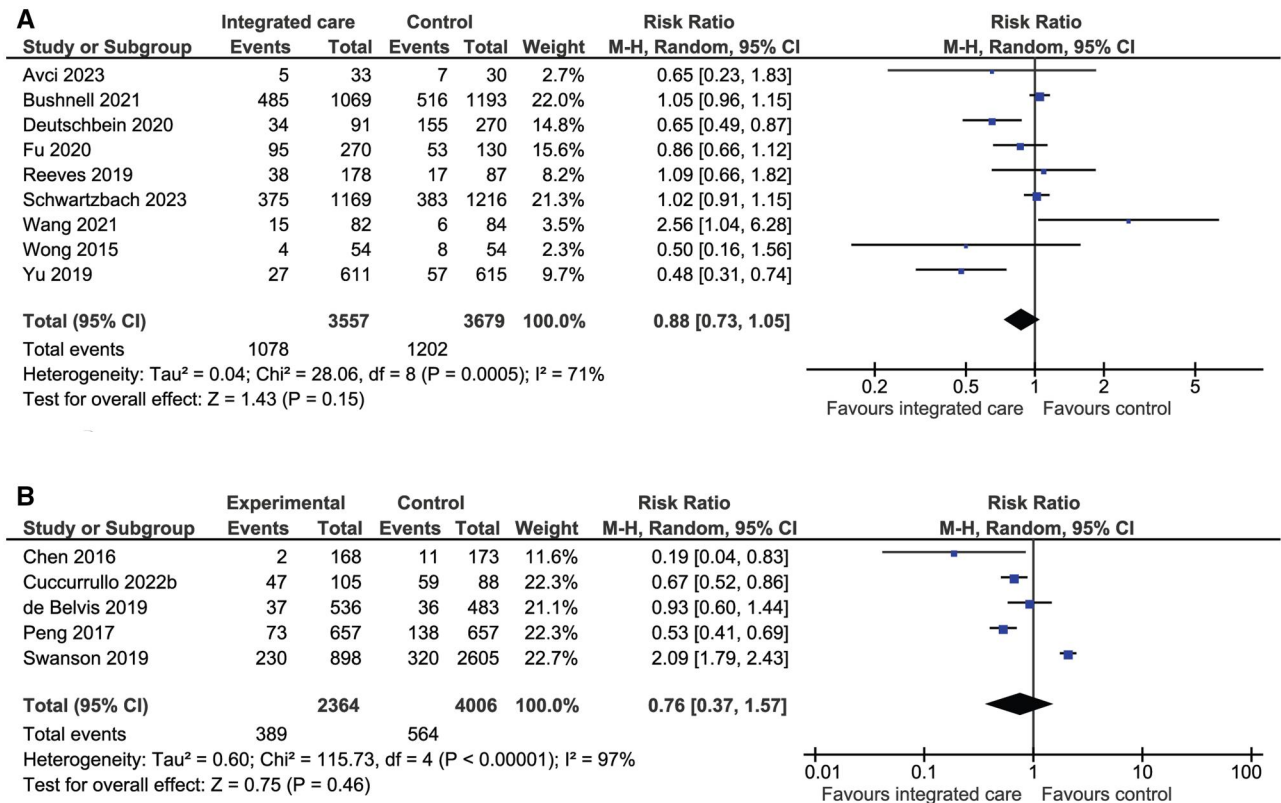 A
Integrated care Control Risk Ratio Risk Ratio
Study or Subgroup Events Total Events Total Weight M-H, Random, 95% CI M-H, Random, 95% CI
Avci 2023 5 33 7 30 2.7% 0.65 [0.23, 1.83]
Bushnell 2021 485 1069 516 1193 22.0% 1.05 [0.96, 1.15]
Deutschbein 2020 34 91 155 270 14.8% 0.65 [0.49, 0.87]
Fu 2020 95 270 53 130 15.6% 0.86 [0.66, 1.12]
Reeves 2019 38 178 17 87 8.2% 1.09 [0.66, 1.82]
Schwartzbach 2023 375 1169 383 1216 21.3% 1.02 [0.91, 1.15]
Wang 2021 15 82 6 84 3.5% 2.56 [1.04, 6.28]
Wong 2015 4 54 8 54 2.3% 0.50 [0.16, 1.56]
Yu 2019 27 611 57 615 9.7% 0.48 [0.31, 0.74]
Total (95% CI) 3557 3679 100.0% 0.88 [0.73, 1.05]
Total events 1078 1202
Heterogeneity: Tau² = 0.04; Chi² = 28.06, df = 8 (P = 0.0005); I² = 71%
Test for overall effect: Z = 1.43 (P = 0.15)
0.2 0.5 1 2 5
Favours integrated care Favours control
B
Experimental Control Risk Ratio Risk Ratio
Study or Subgroup Events Total Events Total Weight M-H, Random, 95% CI M-H, Random, 95% CI
Chen 2016 2 168 11 173 11.6% 0.19 [0.04, 0.83]
Cuccurrullo 2022b 47 105 59 88 22.3% 0.67 [0.52, 0.86]
de Belvis 2019 37 536 36 483 21.1% 0.93 [0.60, 1.44]
Peng 2017 73 657 138 657 22.3% 0.53 [0.41, 0.69]
Swanson 2019 230 898 320 2605 22.7% 2.09 [1.79, 2.43]
Total (95% CI) 2364 4006 100.0% 0.76 [0.37, 1.57]
Total events 389 564
Heterogeneity: Tau² = 0.60; Chi² = 115.73, df = 4 (P < 0.00001); I² = 97%
Test for overall effect: Z = 0.75 (P = 0.46)
0.01 0.1 1 10 100
Favours integrated care Favours control